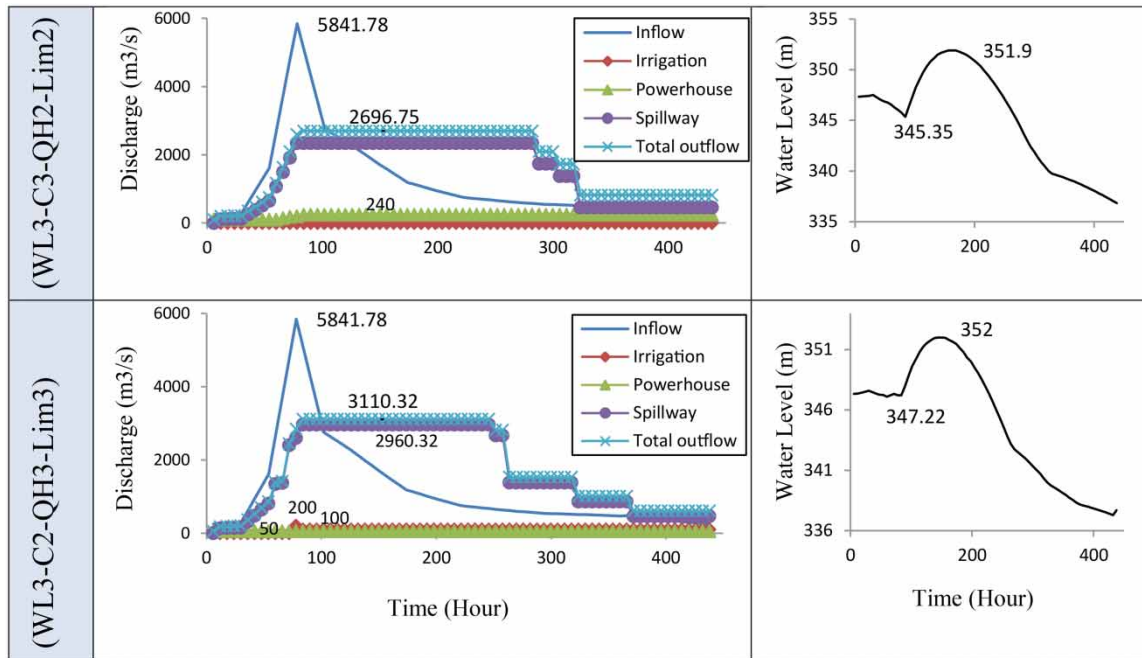 (WL3-C3-QH2-Lim2)
Discharge (m3/s)
6000
4000
2000
0
0
100
200
300
400
5841.78
2696.75
240
Inflow
Irrigation
Powerhouse
Spillway
Total outflow
Water Level (m)
355
350
345
340
335
0
200
400
351.9
345.35
(WL3-C2-QH3-Lim3)
Discharge (m3/s)
6000
4000
2000
0
0
100
200
300
400
5841.78
3110.32
2960.32
200
50
100
Inflow
Irrigation
Powerhouse
Spillway
Total outflow
Time (Hour)
Water Level (m)
351
346
341
336
0
200
400
352
347.22
Time (Hour)